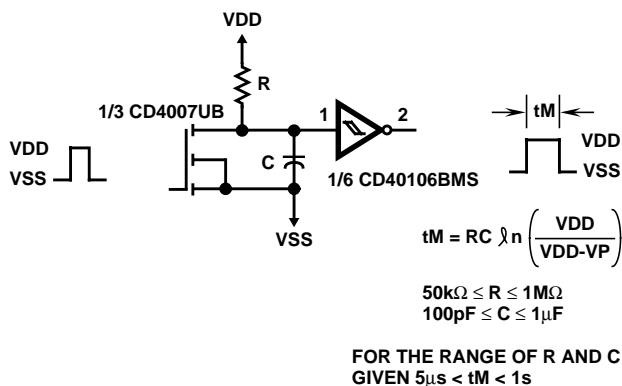 VDD
R
1/3 CD4007UB
1
2
tM
VDD
VSS
VDD
VSS
C
1/6 CD40106BMS
VSS
tM = RC ℓn (VDD / VDD-VP)
50kΩ ≤ R ≤ 1MΩ
100pF ≤ C ≤ 1μF
FOR THE RANGE OF R AND C
GIVEN 5μs < tM < 1s